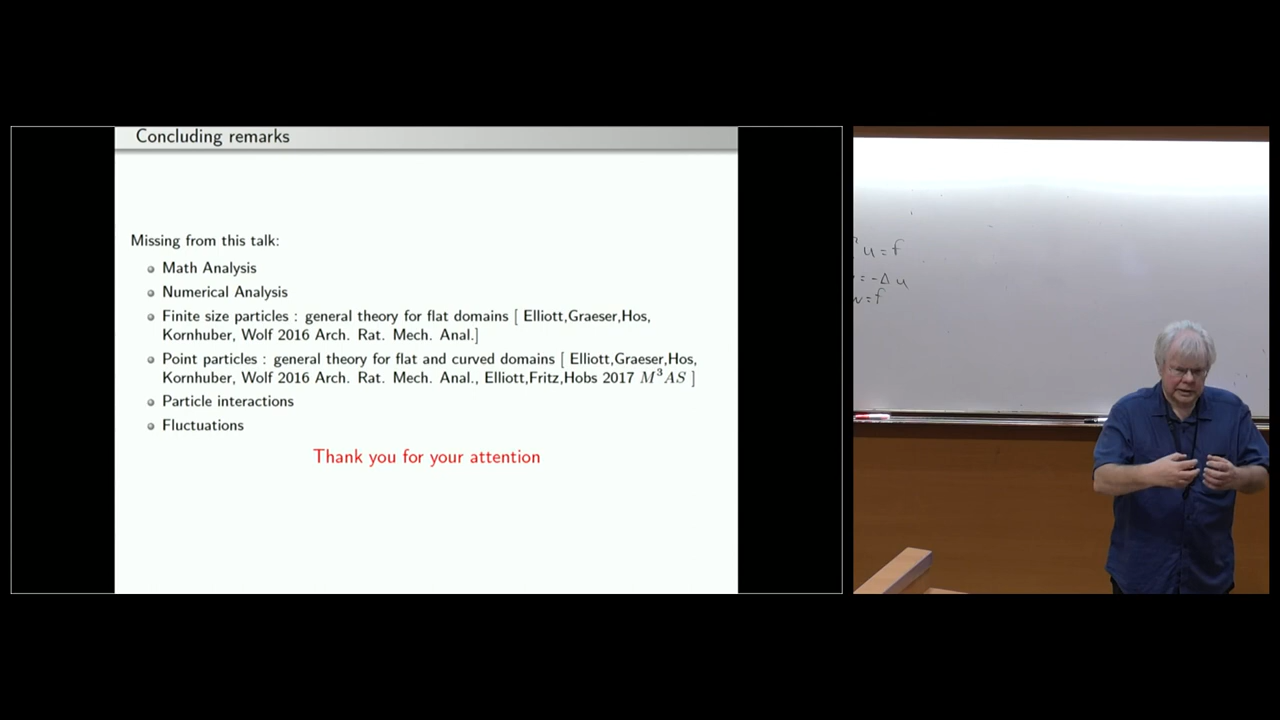 Concluding remarks
Missing from this talk:
Math Analysis
Numerical Analysis
Finite size particles : general theory for flat domains [ Elliott,Graeser,Hos,
Kornhuber, Wolf 2016 Arch. Rat. Mech. Anal.]
Point particles : general theory for flat and curved domains [ Elliott,Graeser,Hos,
Kornhuber, Wolf 2016 Arch. Rat. Mech. Anal., Elliott,Fritz,Hobs 2017 M³AS ]
Particle interactions
Fluctuations
Thank you for your attention
u = f
= -Δ u
w = f